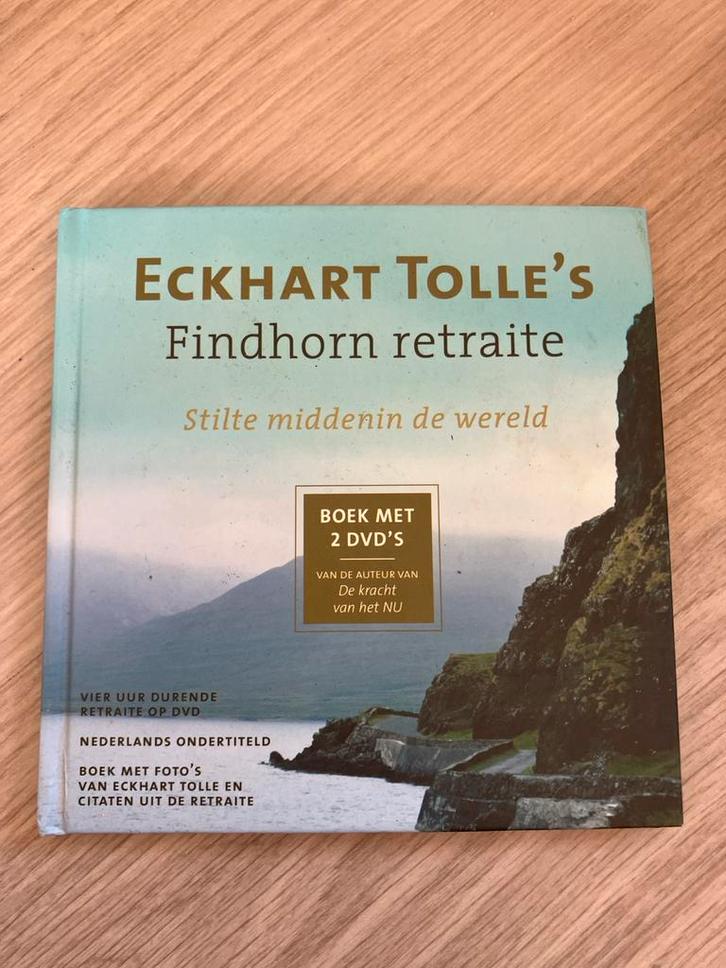 ECKHART TOLLE'S
Findhorn retraite
Stilte middenin de wereld
BOEK MET
2 DVD'S
VAN DE AUTEUR VAN
De kracht
van het NU
VIER UUR DURENDE
RETRAITE OP DVD
NEDERLANDS ONDERTITELD
BOEK MET FOTO'S
VAN ECKHART TOLLE EN
CITATEN UIT DE RETRAITE